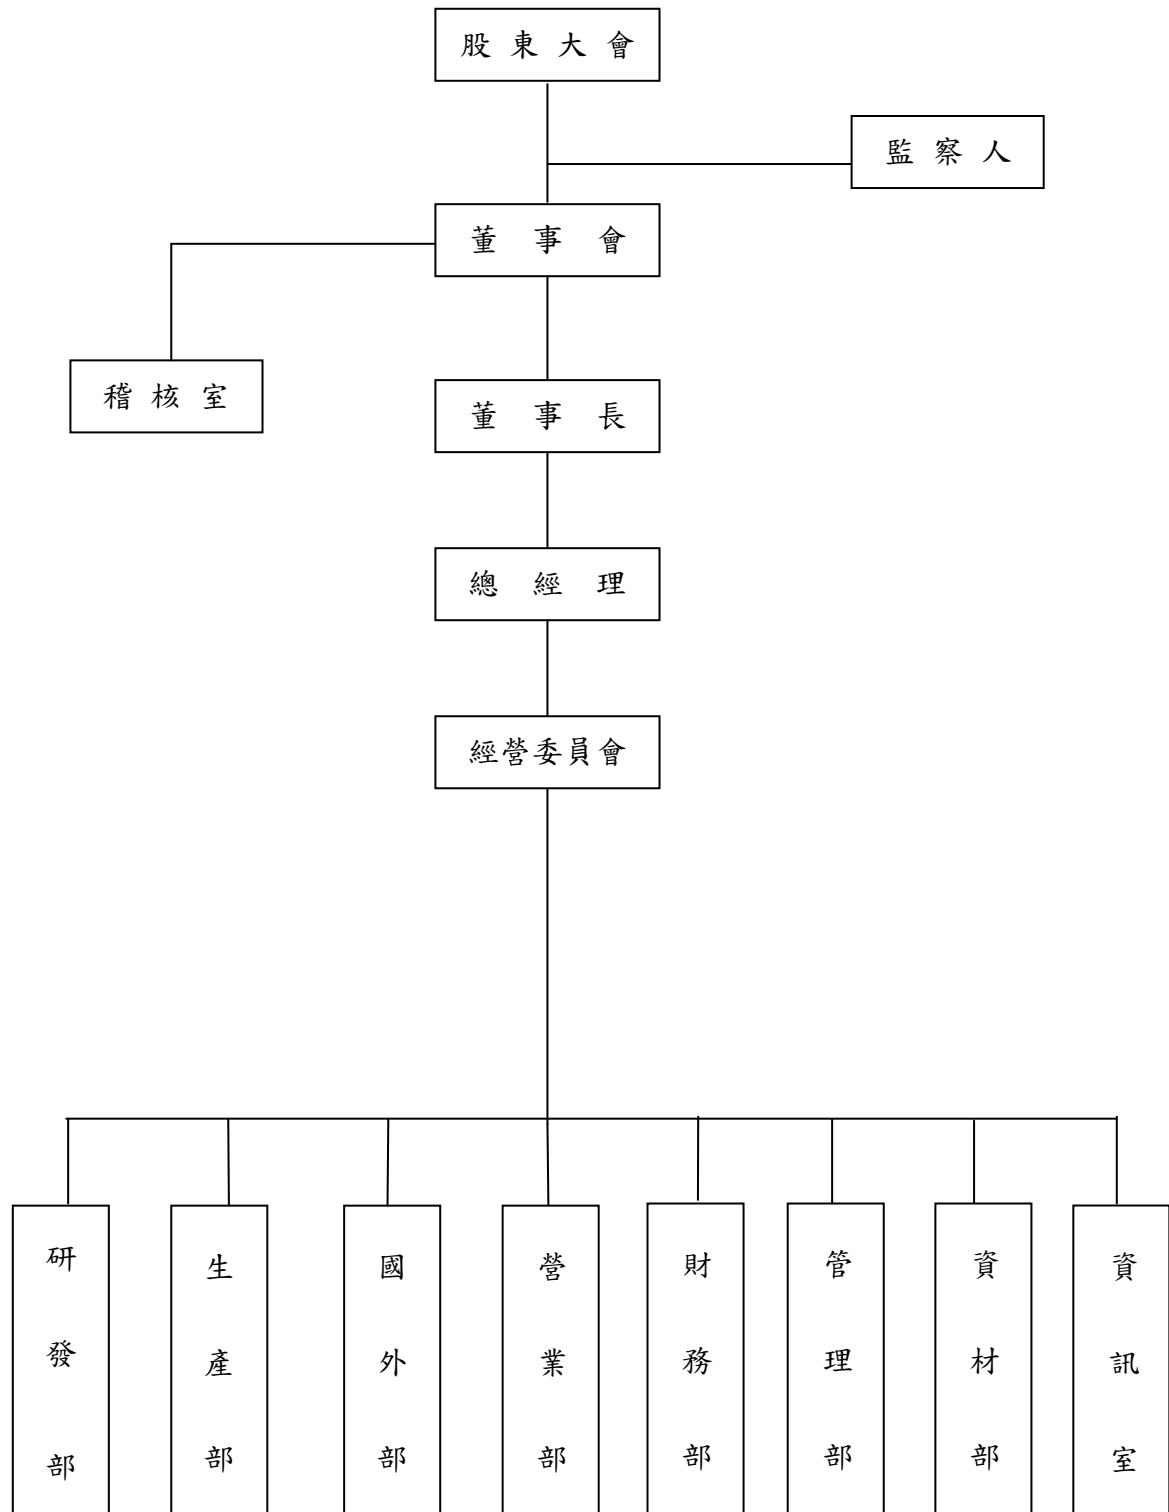 股東大會
監察人
董事會
稽核室
董事長
總經理
經營委員會
研發部
生產部
國外部
營業部
財務部
管理部
資材部
資訊室